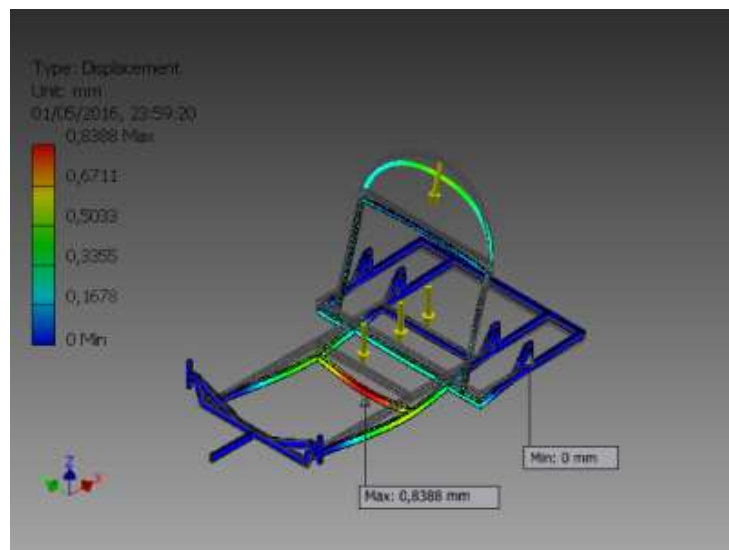 Type: Displacement
Unit: mm
01/05/2016, 23:59:20
0,8388 Max
0,6711
0,5033
0,3355
0,1678
0 Min
Min: 0 mm
Max: 0,8388 mm
Z
X